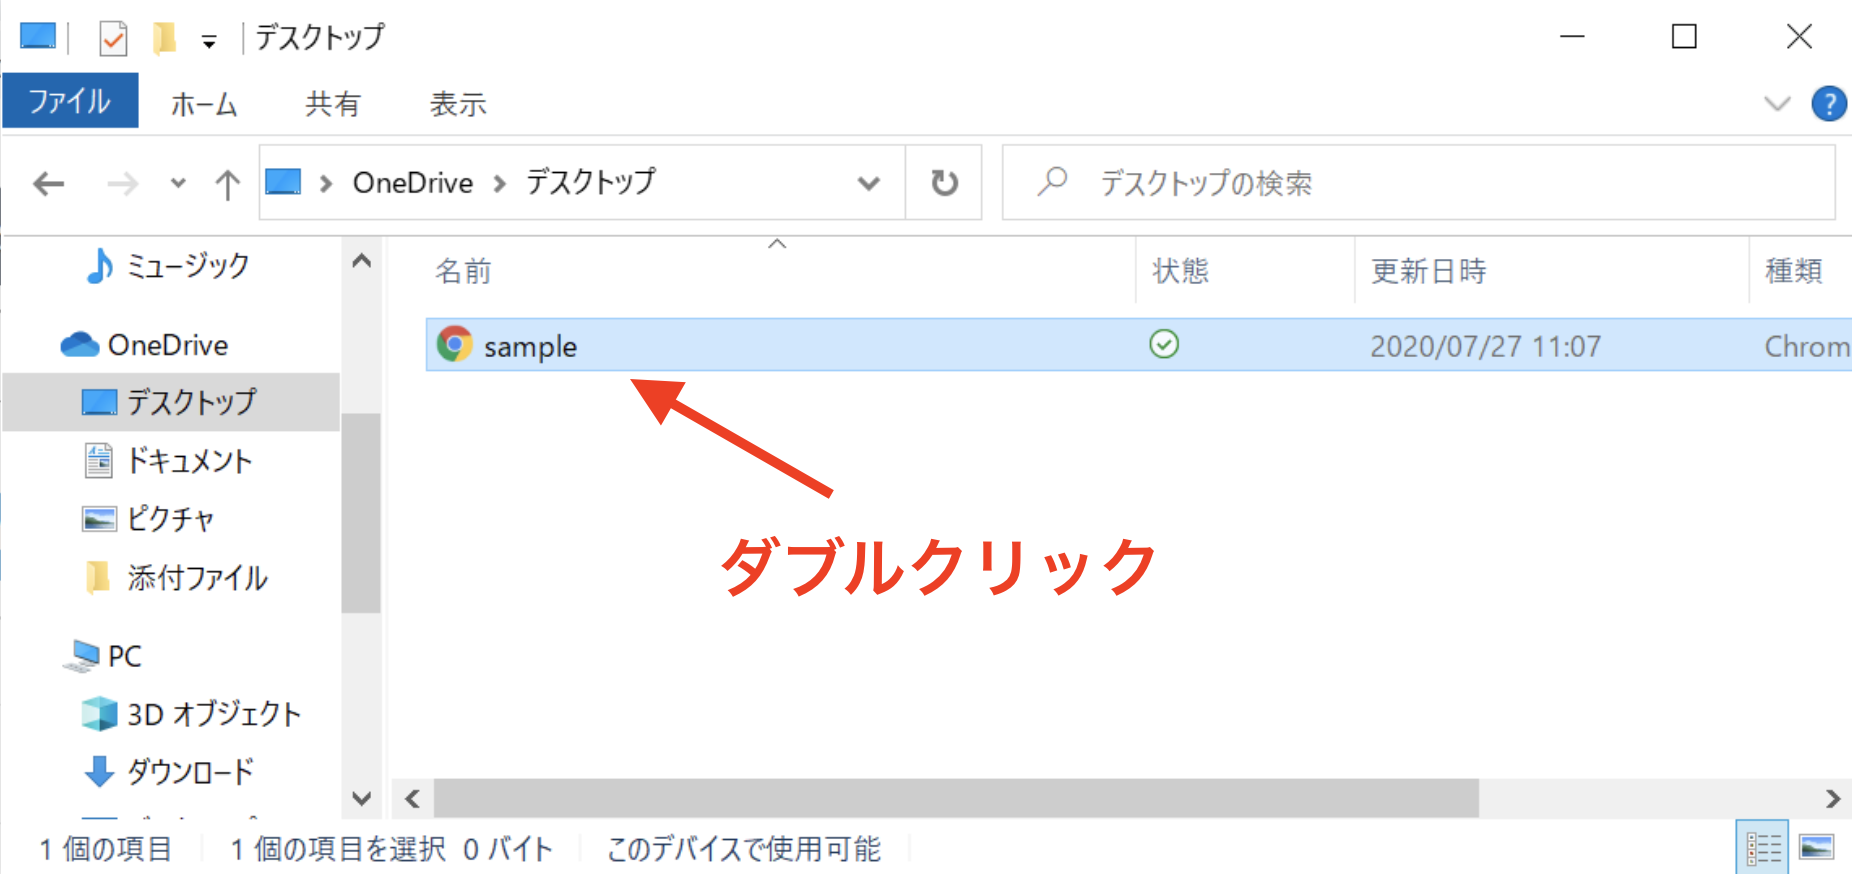 デスクトップ
ファイル ホーム 共有 表示 ?
OneDrive デスクトップ デスクトップの検索
ミュージック
OneDrive
デスクトップ
ドキュメント
ピクチャ
添付ファイル
PC
3D オブジェクト
ダウンロード
名前 状態 更新日時 種類
sample 2020/07/27 11:07 Chrom
ダブルクリック
1 個の項目 1 個の項目を選択 0 バイト このデバイスで使用可能